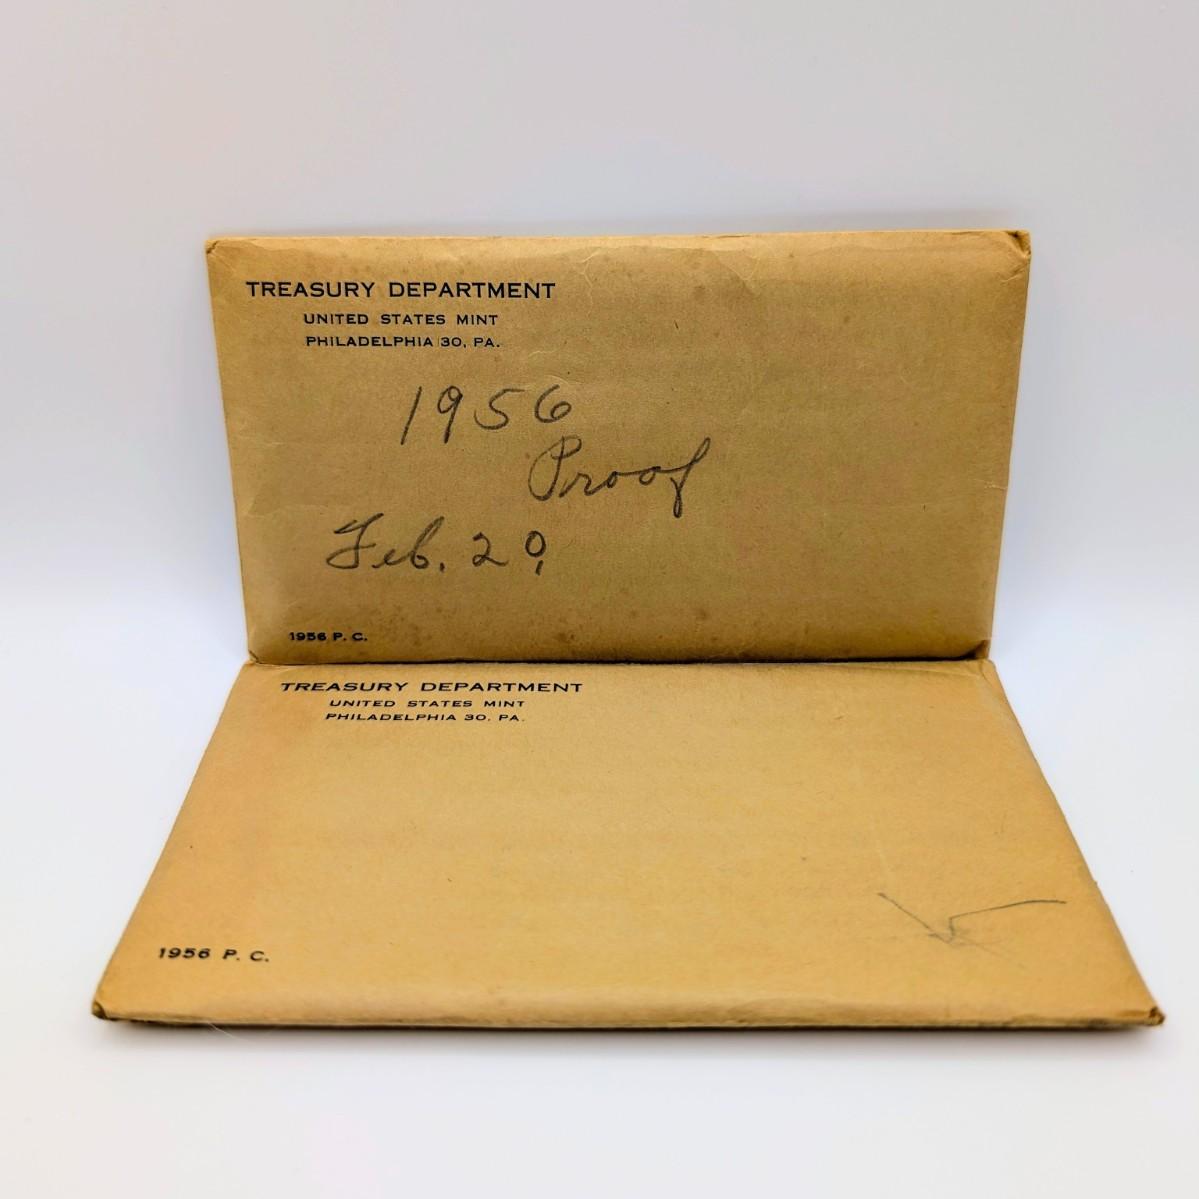 TREASURY DEPARTMENT
UNITED STATES MINT
PHILADELPHIA 30, PA.
1956
Proof
Feb. 20,
1956 P. C.
TREASURY DEPARTMENT
UNITED STATES MINT
PHILADELPHIA 30, PA.
1956 P. C.